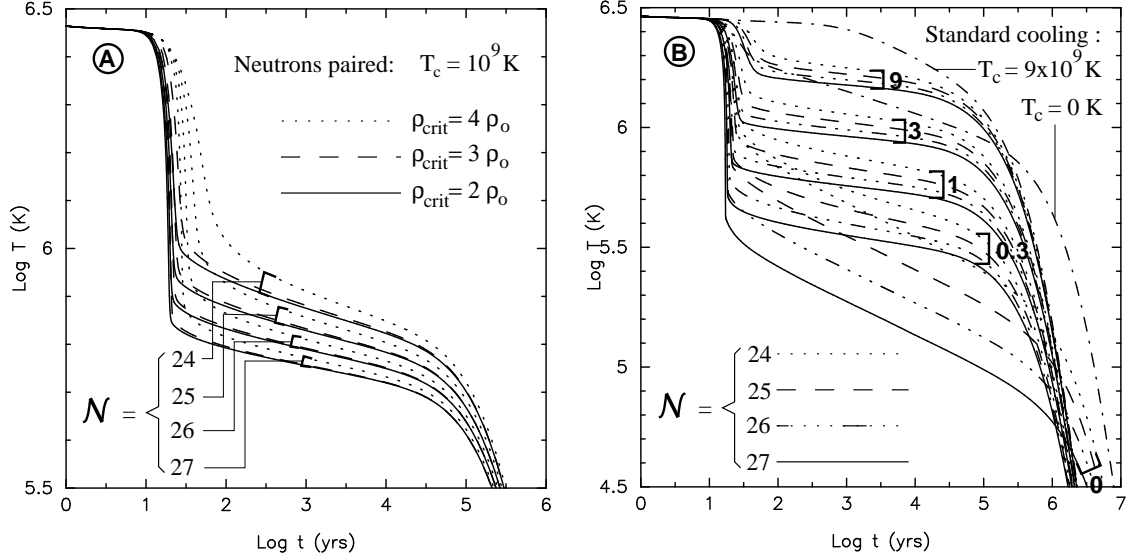 A
Neutrons paired: T_c = 10^9 K
ρ_crit = 4 ρ_o
ρ_crit = 3 ρ_o
ρ_crit = 2 ρ_o
𝒩 =
24
25
26
27
6.5
6
5.5
Log T (K)
0 1 2 3 4 5 6
Log t (yrs)
B
Standard cooling :
T_c = 9x10^9 K
T_c = 0 K
9
3
1
0.3
0
𝒩 =
24
25
26
27
6.5
6
5.5
5
4.5
Log T (K)
0 1 2 3 4 5 6 7
Log t (yrs)